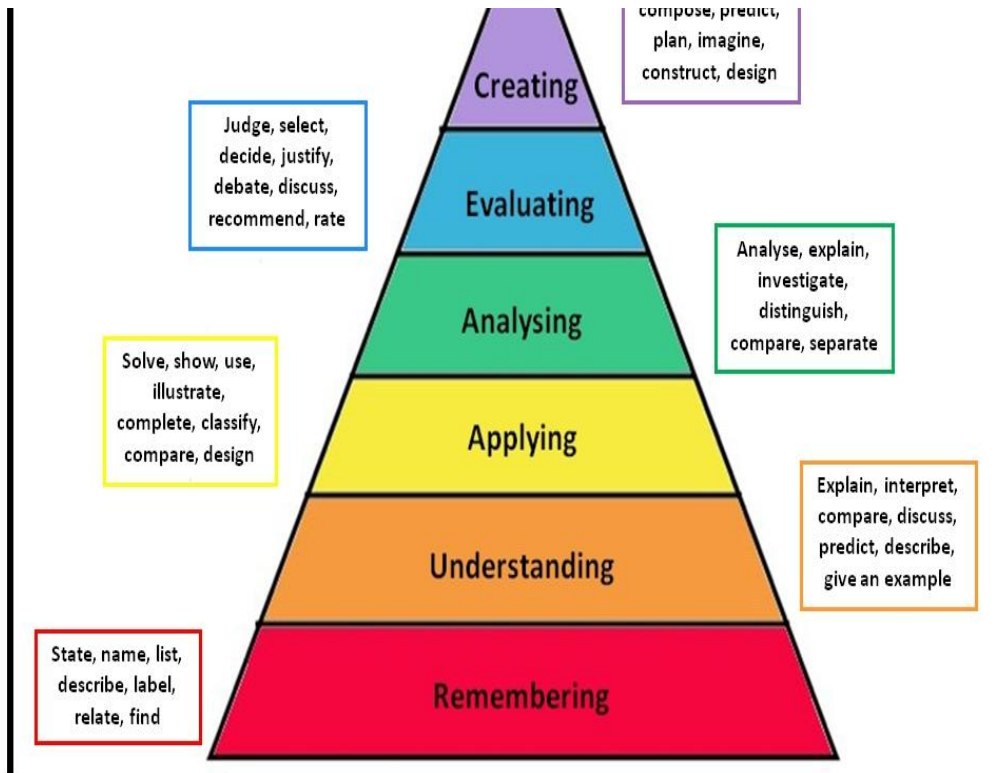 compose, predict,
plan, imagine,
construct, design
Creating
Judge, select,
decide, justify,
debate, discuss,
recommend, rate
Evaluating
Analyse, explain,
investigate,
distinguish,
compare, separate
Analysing
Solve, show, use,
illustrate,
complete, classify,
compare, design
Applying
Explain, interpret,
compare, discuss,
predict, describe,
give an example
Understanding
State, name, list,
describe, label,
relate, find
Remembering